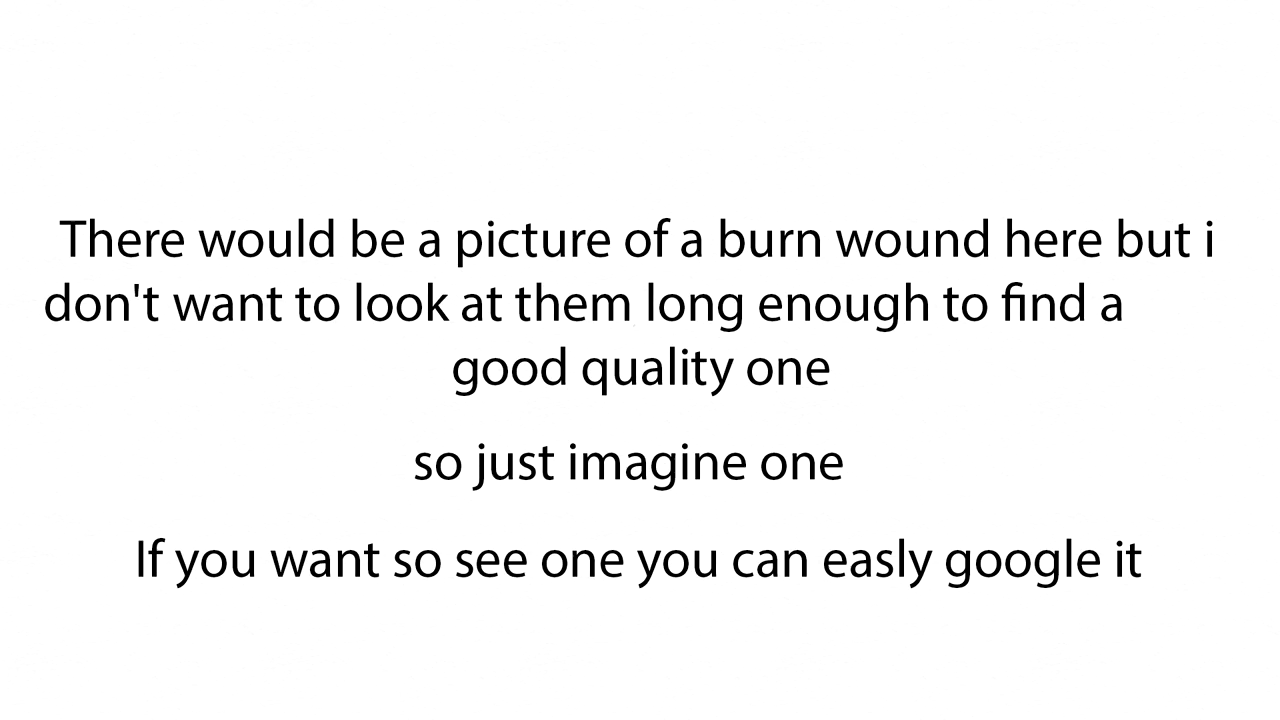 There would be a picture of a burn wound here but i
don't want to look at them long enough to find a
good quality one
so just imagine one
If you want so see one you can easly google it